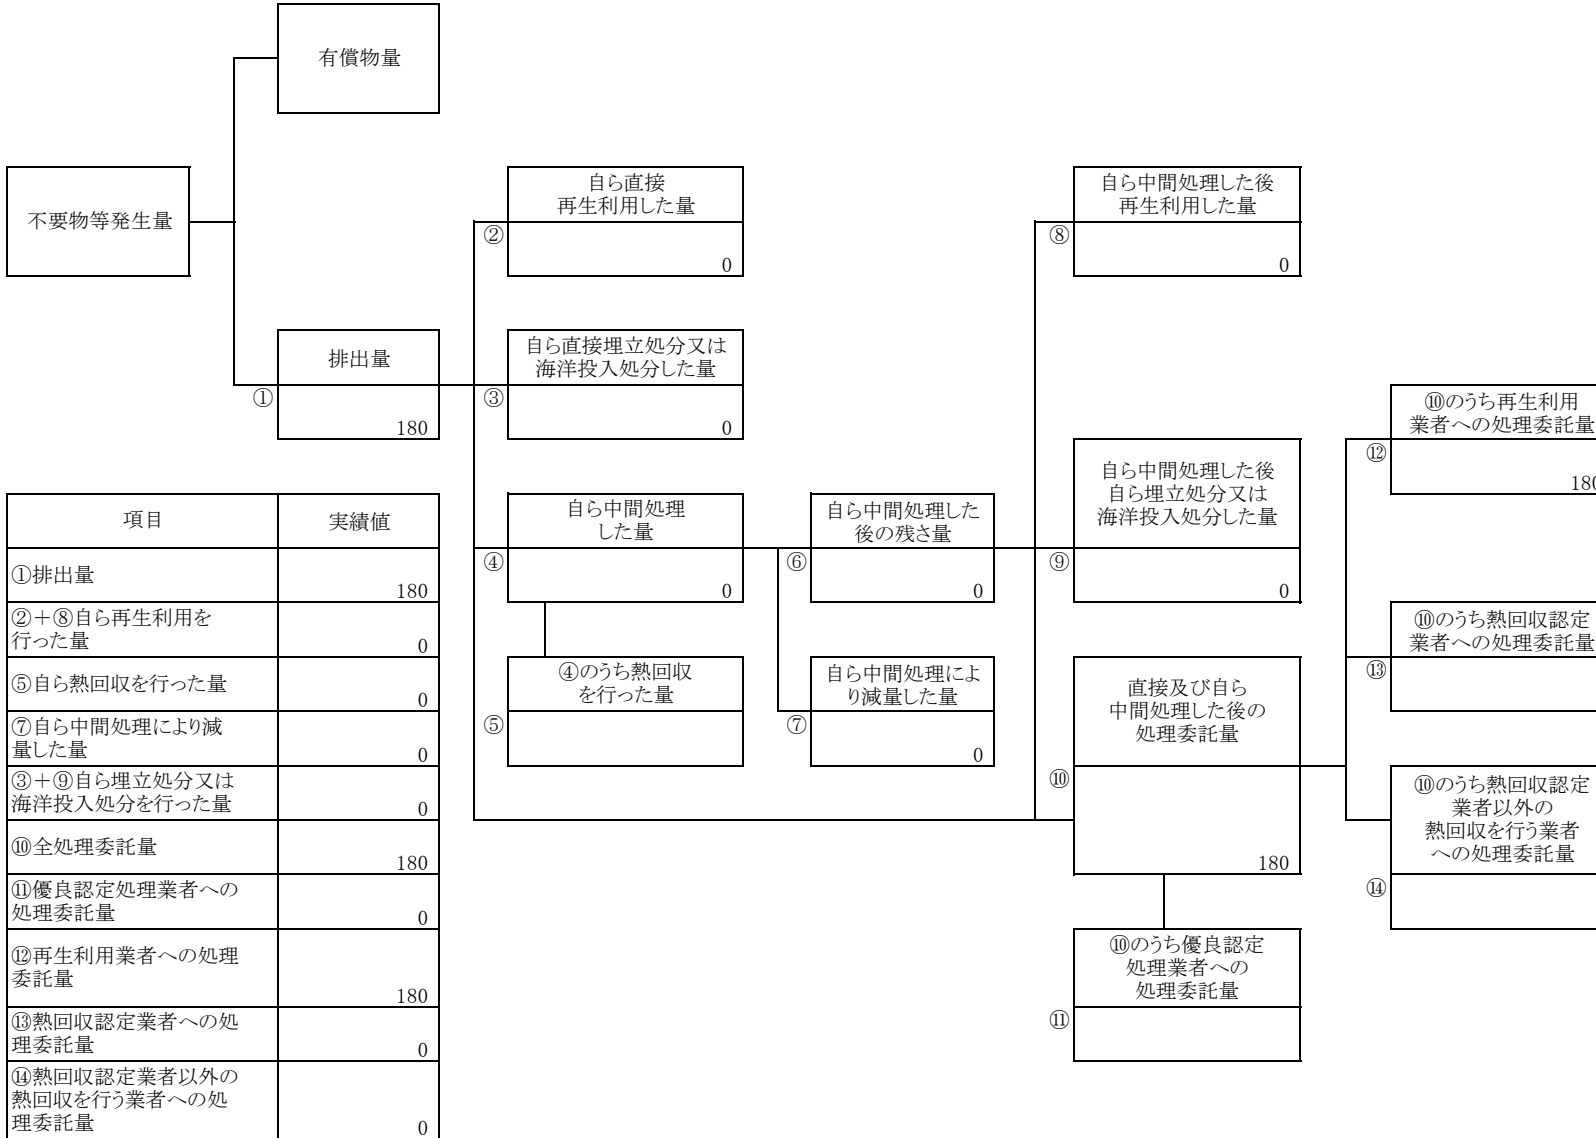 有償物量
不要物等発生量
自ら直接
再生利用した量
②
0
自ら中間処理した後
再生利用した量
⑧
0
排出量
①
180
自ら直接埋立処分又は
海洋投入処分した量
③
0
⑩のうち再生利用
業者への処理委託量
⑫
180
自ら中間処理
した量
④
0
自ら中間処理した
後の残さ量
⑥
0
自ら中間処理した後
自ら埋立処分又は
海洋投入処分した量
⑨
0
⑩のうち熱回収認定
業者への処理委託量
⑬
④のうち熱回収
を行った量
⑤
自ら中間処理によ
り減量した量
⑦
0
直接及び自ら
中間処理した後の
処理委託量
⑩
180
⑩のうち熱回収認定
業者以外の
熱回収を行う業者
への処理委託量
⑭
⑩のうち優良認定
処理業者への
処理委託量
⑪
項目
実績値
①排出量
180
②+⑧自ら再生利用を
行った量
0
⑤自ら熱回収を行った量
0
⑦自ら中間処理により減
量した量
0
③+⑨自ら埋立処分又は
海洋投入処分を行った量
0
⑩全処理委託量
180
⑪優良認定処理業者への
処理委託量
0
⑫再生利用業者への処理
委託量
180
⑬熱回収認定業者への処
理委託量
0
⑭熱回収認定業者以外の
熱回収を行う業者への処
理委託量
0